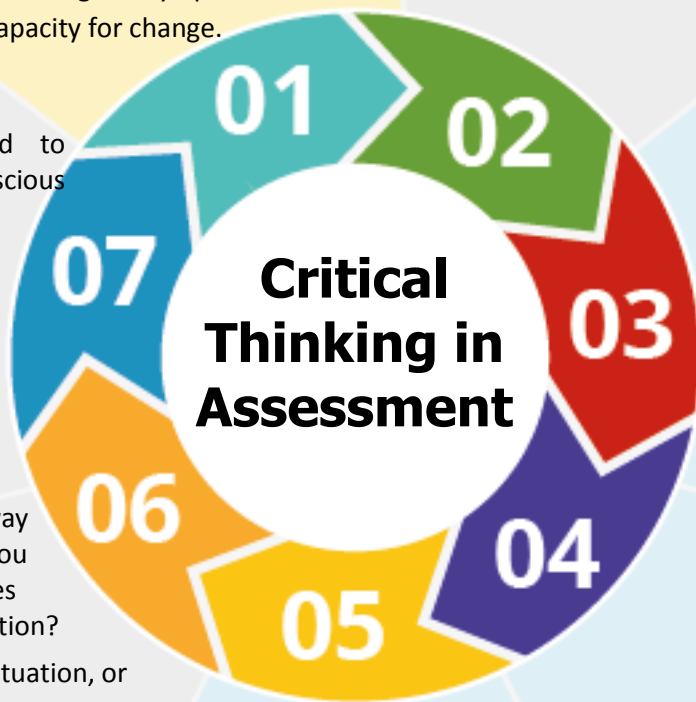 apacity for change.
01
02
d to
scious
07
03
Critical
Thinking in
Assessment
06
04
ay
ou
es
tion?
05
tuation, or